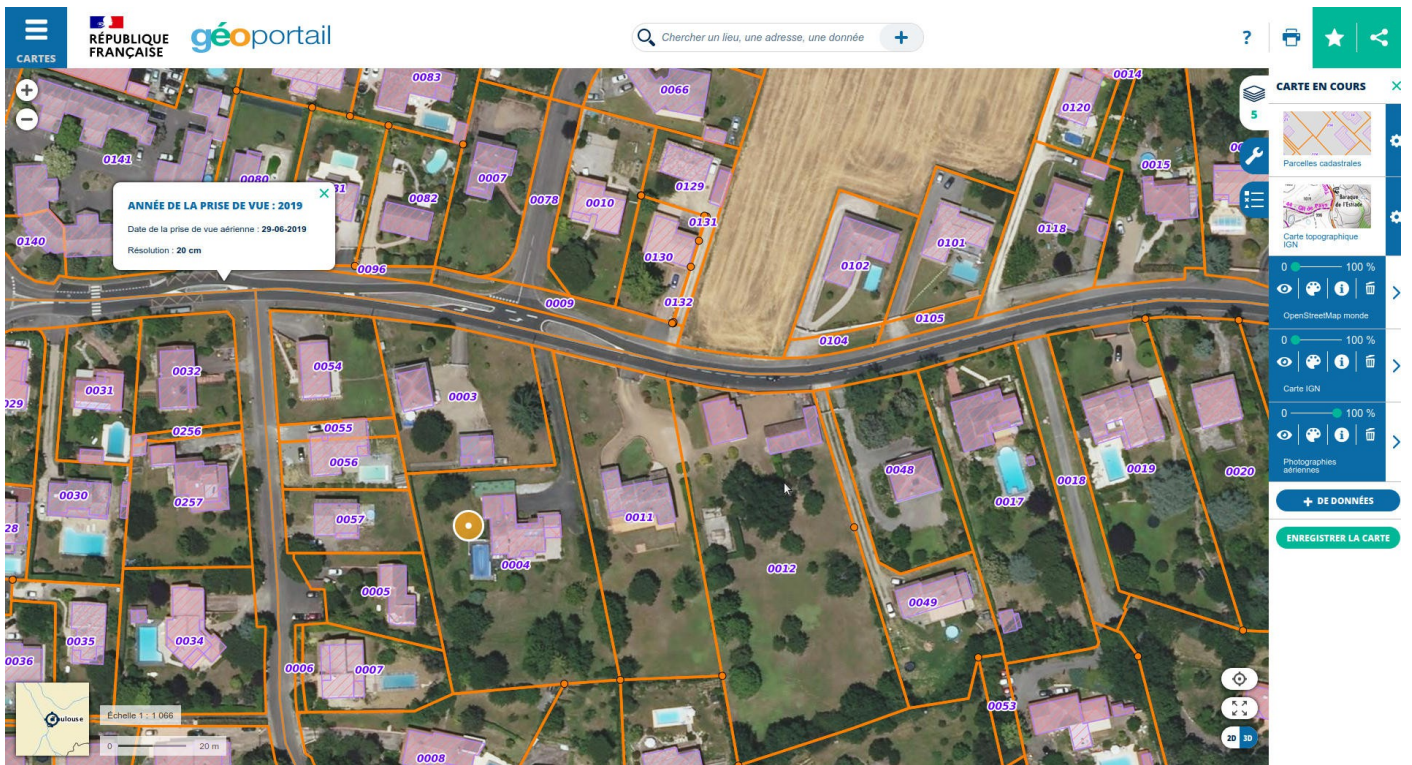 CARTES
RÉPUBLIQUE
FRANÇAISE
géoportail
Chercher un lieu, une adresse, une donnée
+
?
CARTE EN COURS
5
Parcelles cadastrales
Carte topographique
IGN
0 100 %
OpenStreetMap monde
0 100 %
Carte IGN
0 100 %
Photographies
aériennes
+ DE DONNÉES
ENREGISTRER LA CARTE
ANNÉE DE LA PRISE DE VUE : 2019
Date de la prise de vue aérienne : 29-06-2019
Résolution : 20 cm
0083
0066
0014
0120
0141
0080
0082
0007
0078
0010
0129
0131
0015
0140
0096
0130
0132
0102
0101
0118
0009
0104
0105
0031
0032
0054
0003
0055
0056
0256
0030
0257
0057
0004
0011
0048
0017
0018
0019
0020
0012
0005
0049
0035
0034
0036
0006
0007
0053
0008
Échelle 1 : 1 066
0 20 m
2D 3D